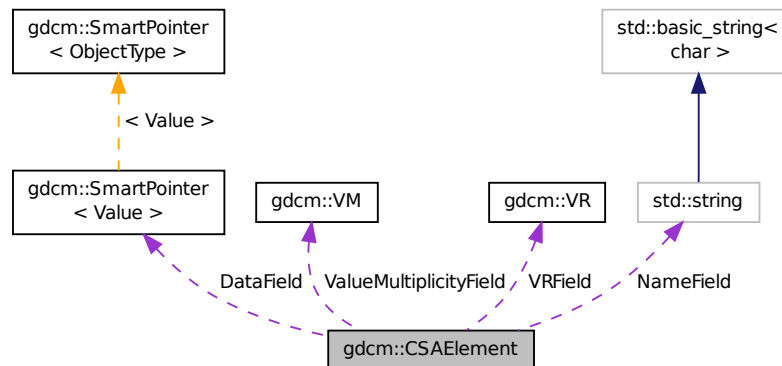 gdcm::SmartPointer
< ObjectType >
std::basic_string<
char >
< Value >
gdcm::SmartPointer
< Value >
gdcm::VM
gdcm::VR
std::string
DataField
ValueMultiplicityField
VRField
NameField
gdcm::CSAElement